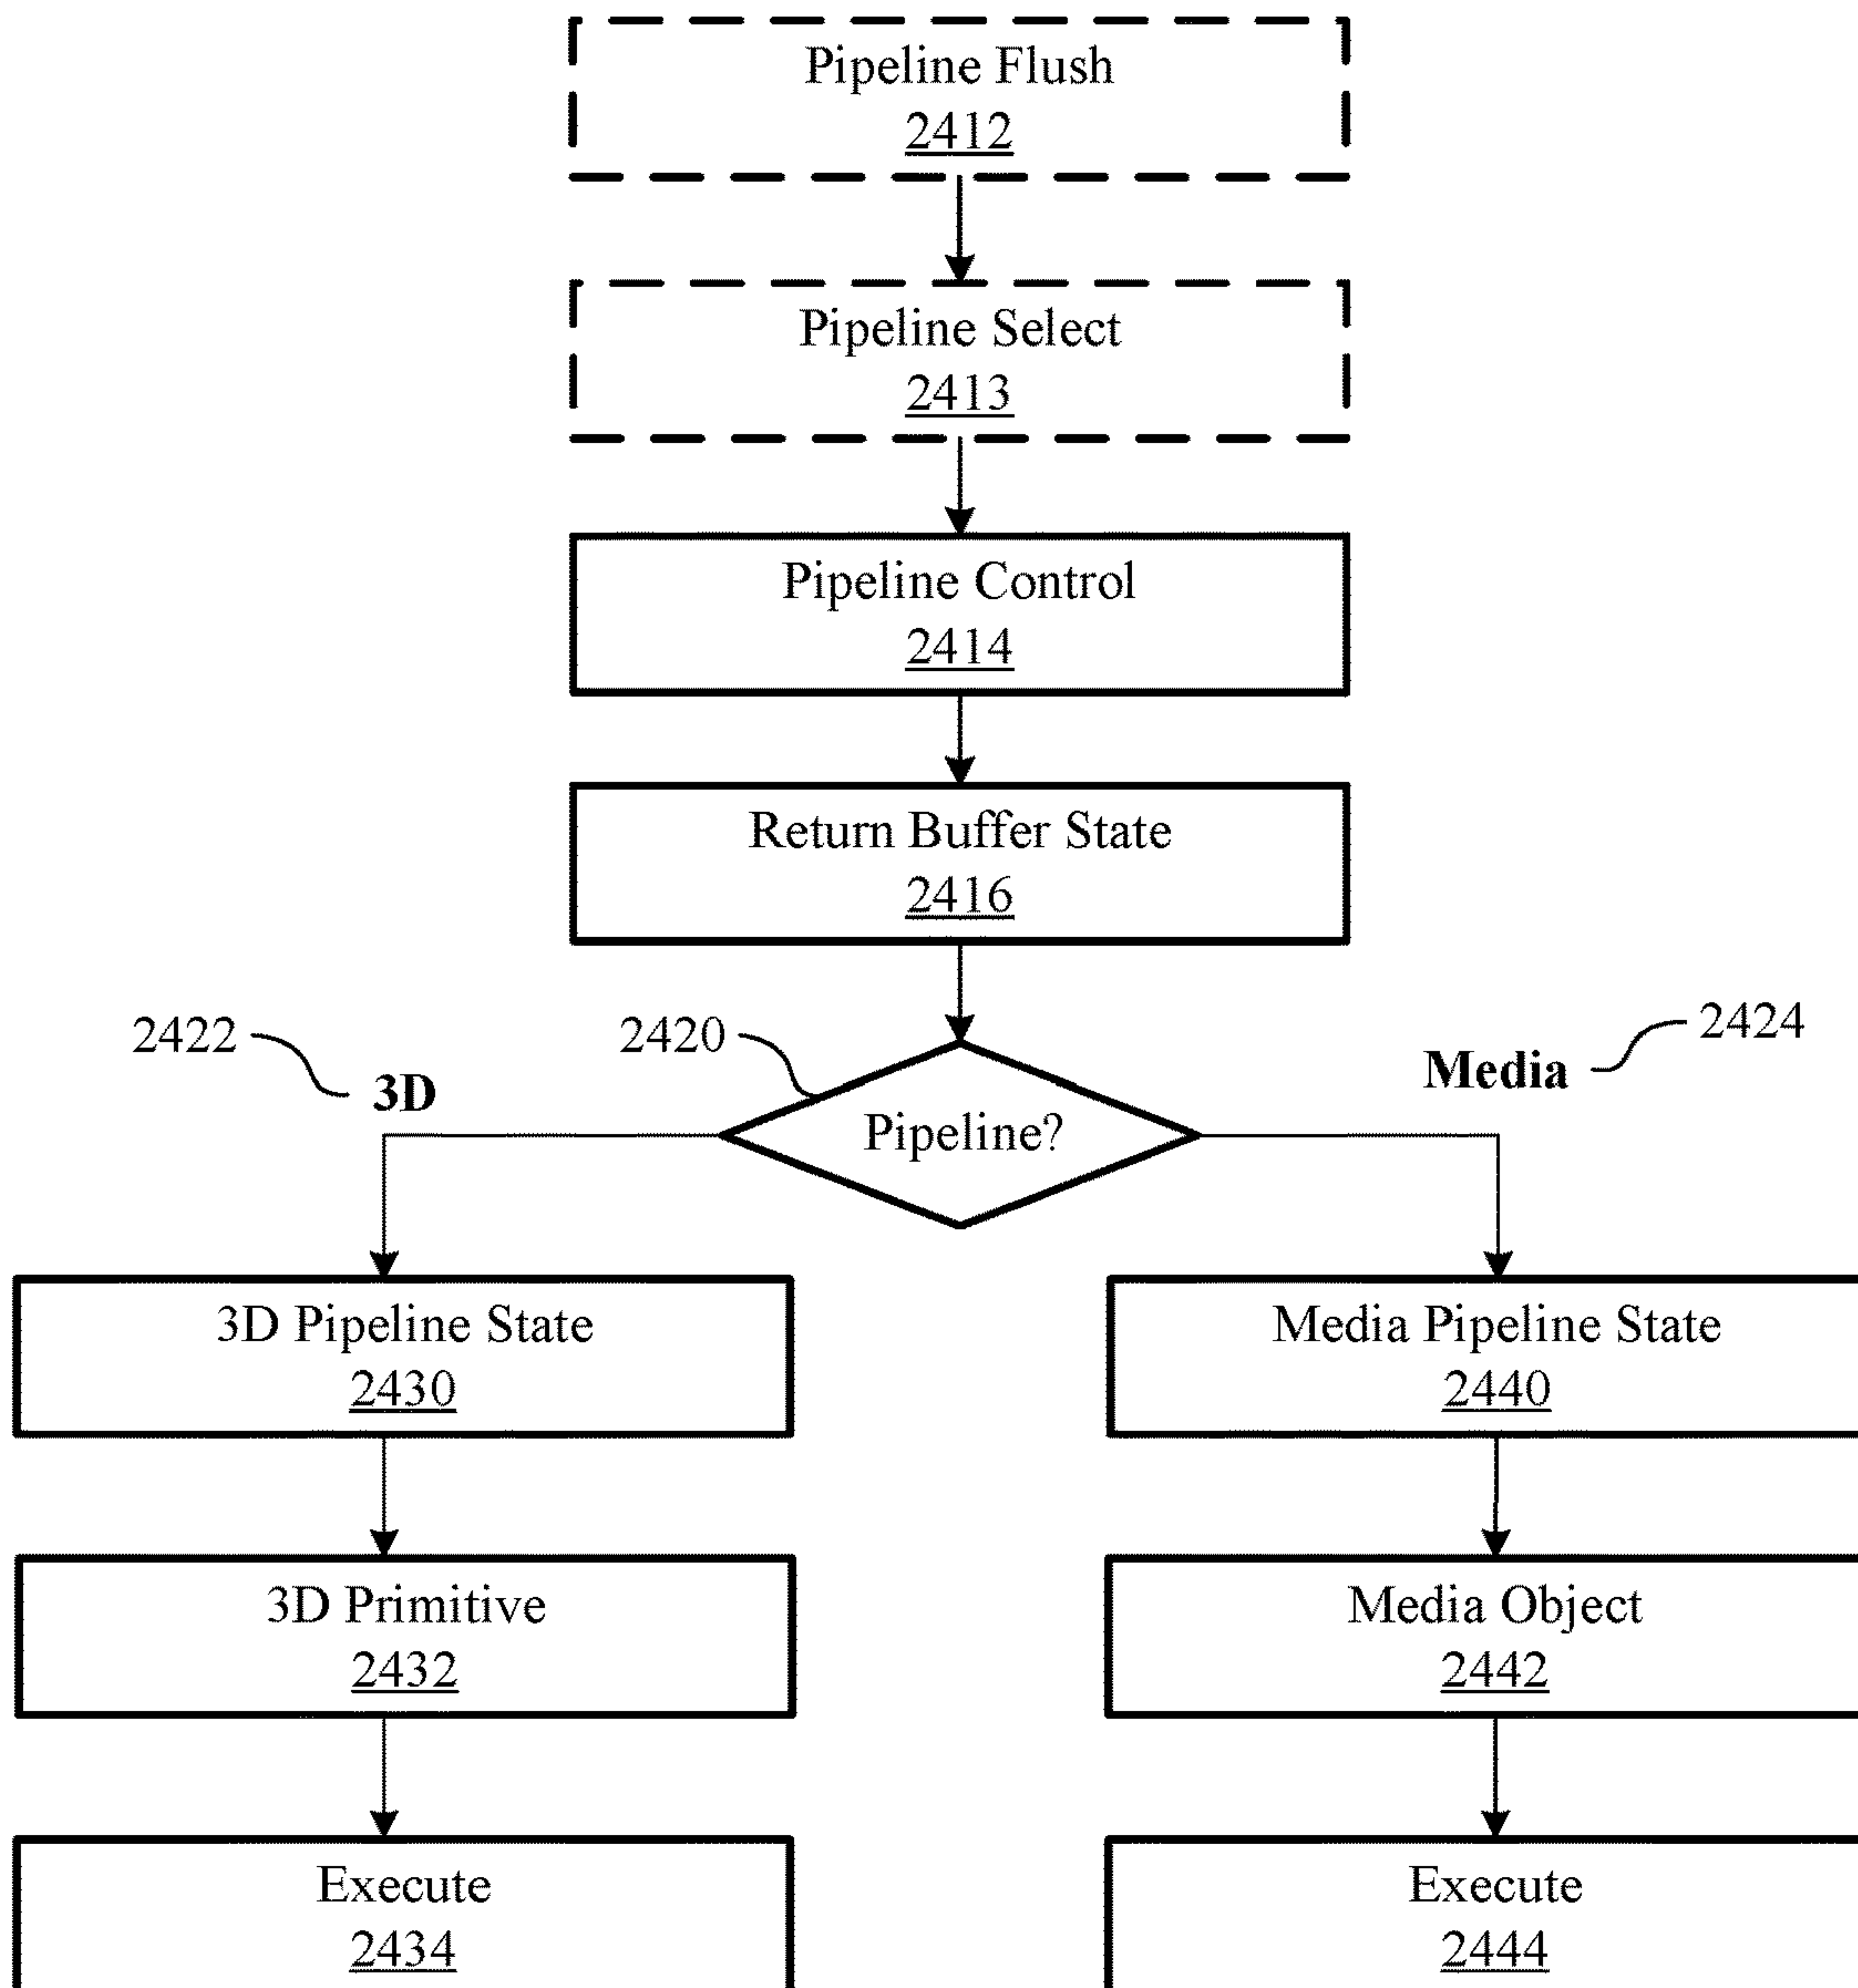 Pipeline Flush
2412
Pipeline Select
2413
Pipeline Control
2414
Return Buffer State
2416
2422
2420
2424
3D
Media
Pipeline?
3D Pipeline State
2430
Media Pipeline State
2440
3D Primitive
2432
Media Object
2442
Execute
2434
Execute
2444